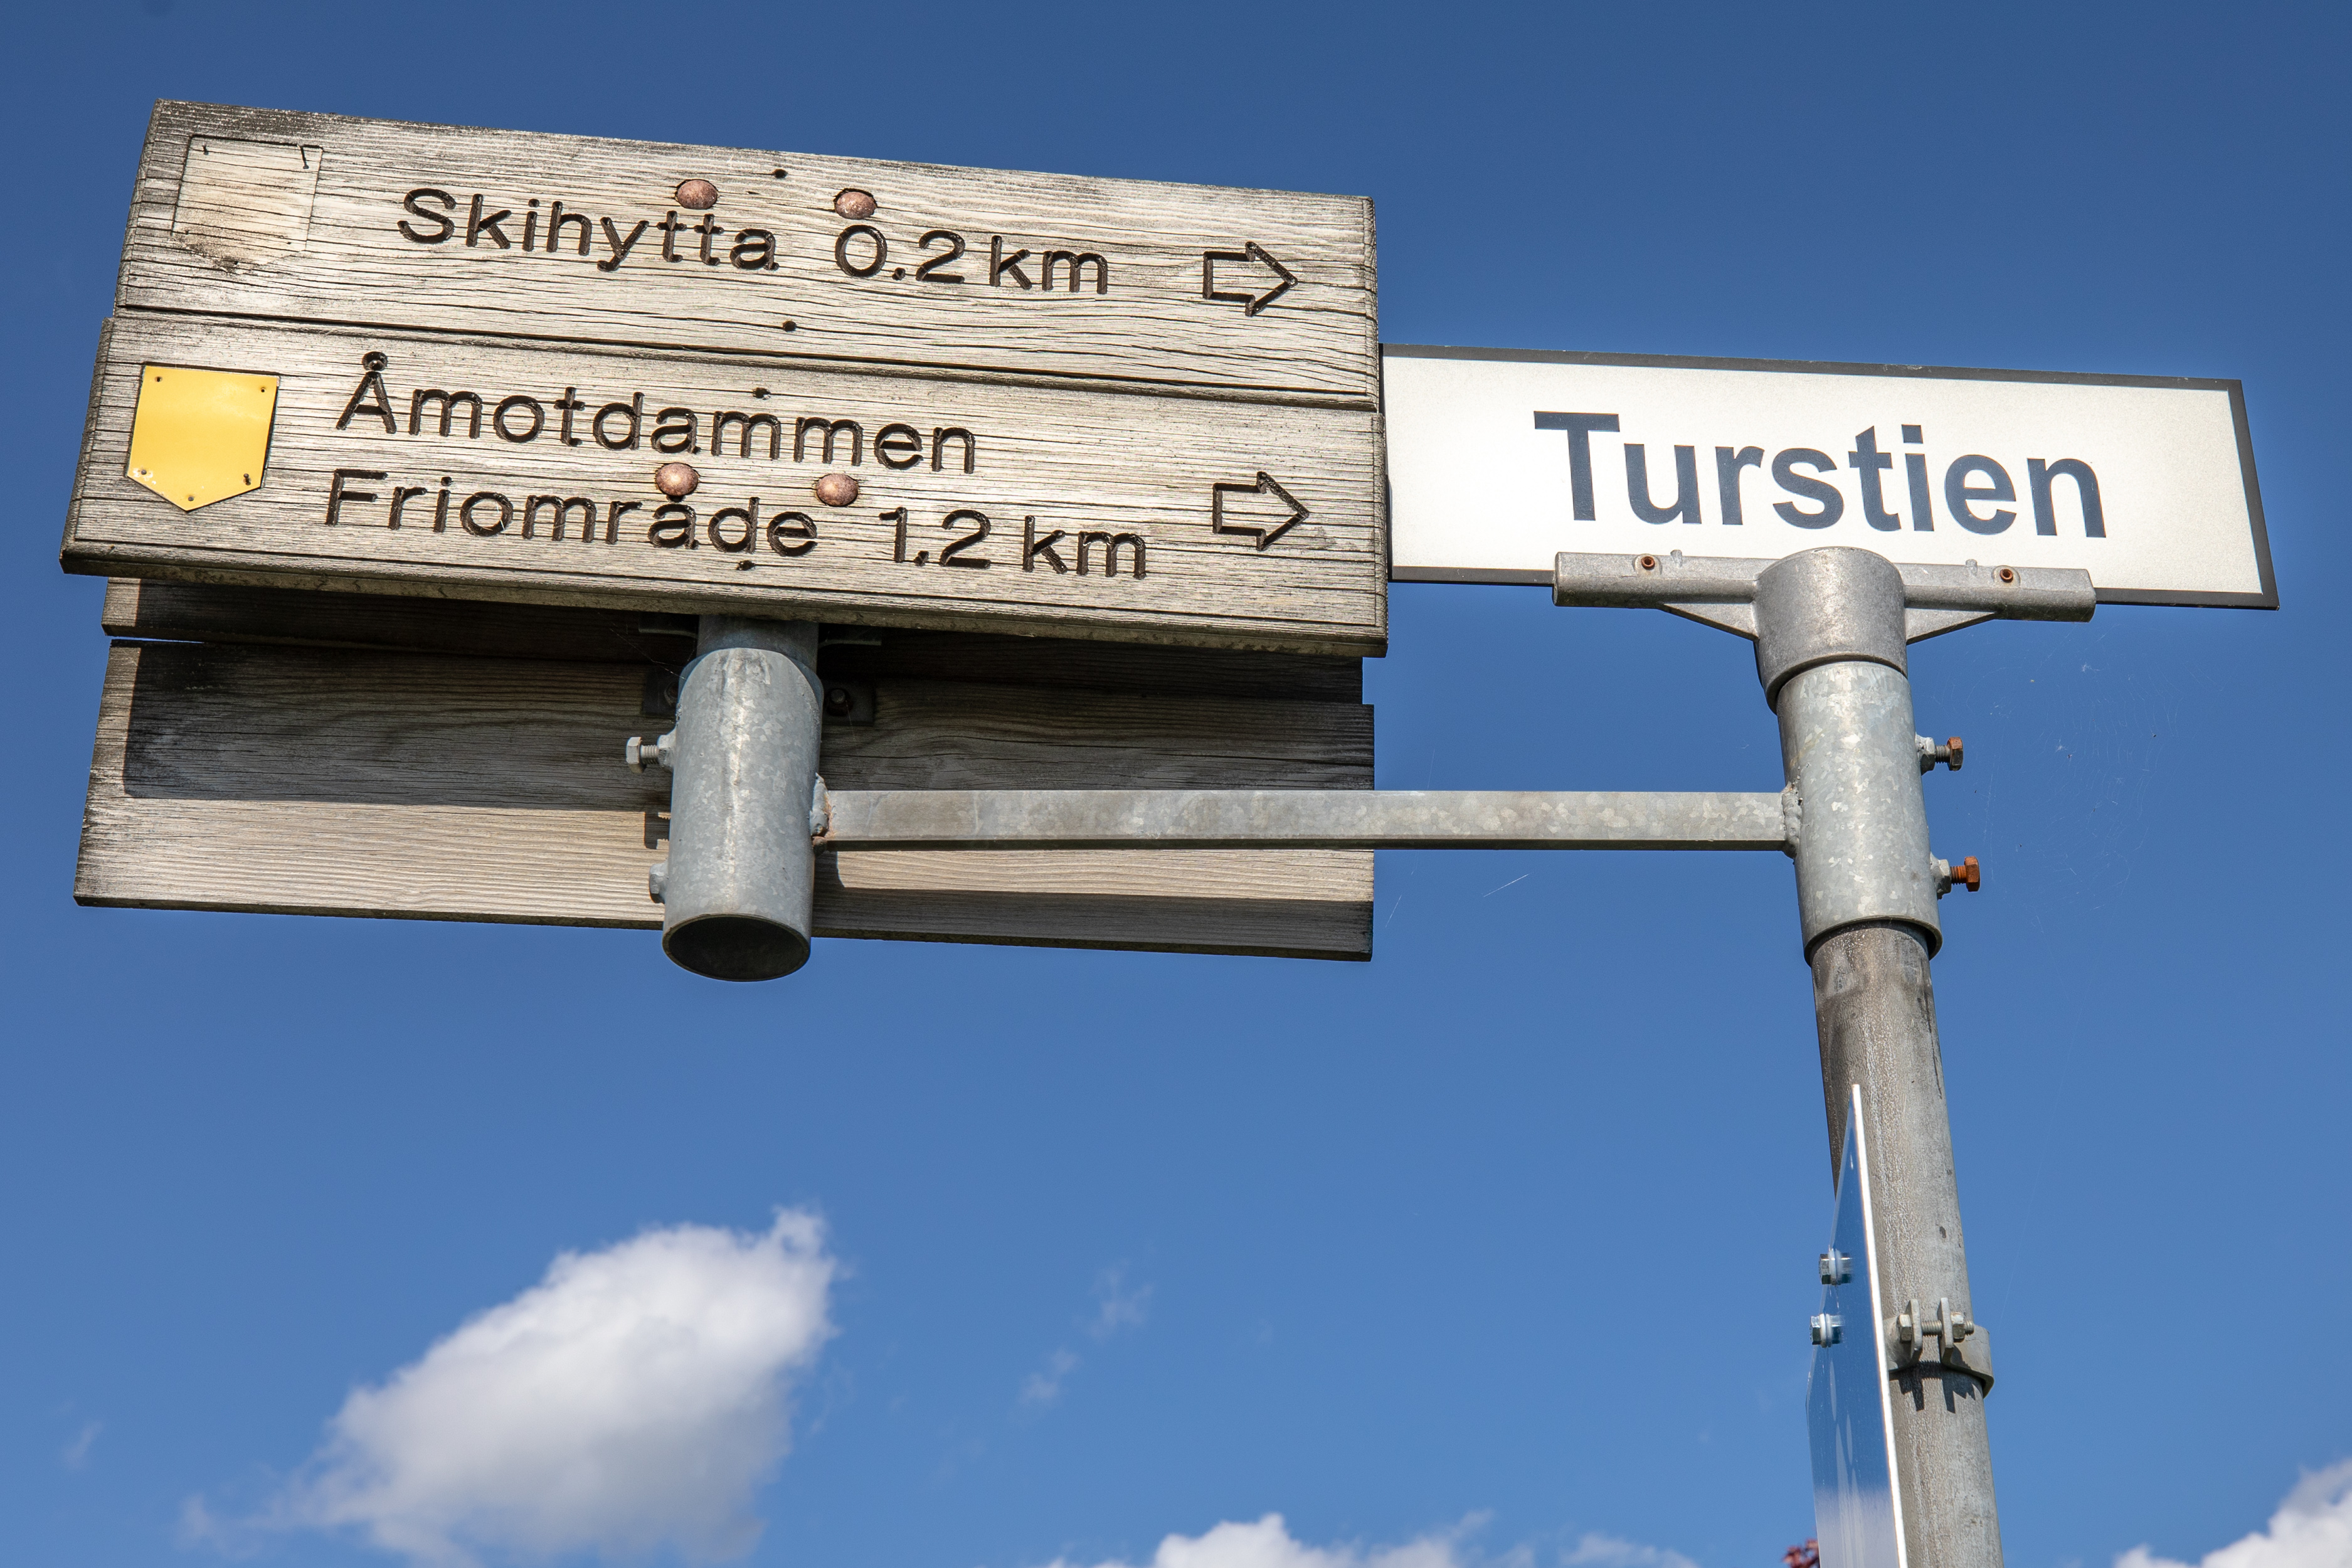 Skihytta 0.2 km
Åmotdammen
Friområde 1.2 km
Turstien